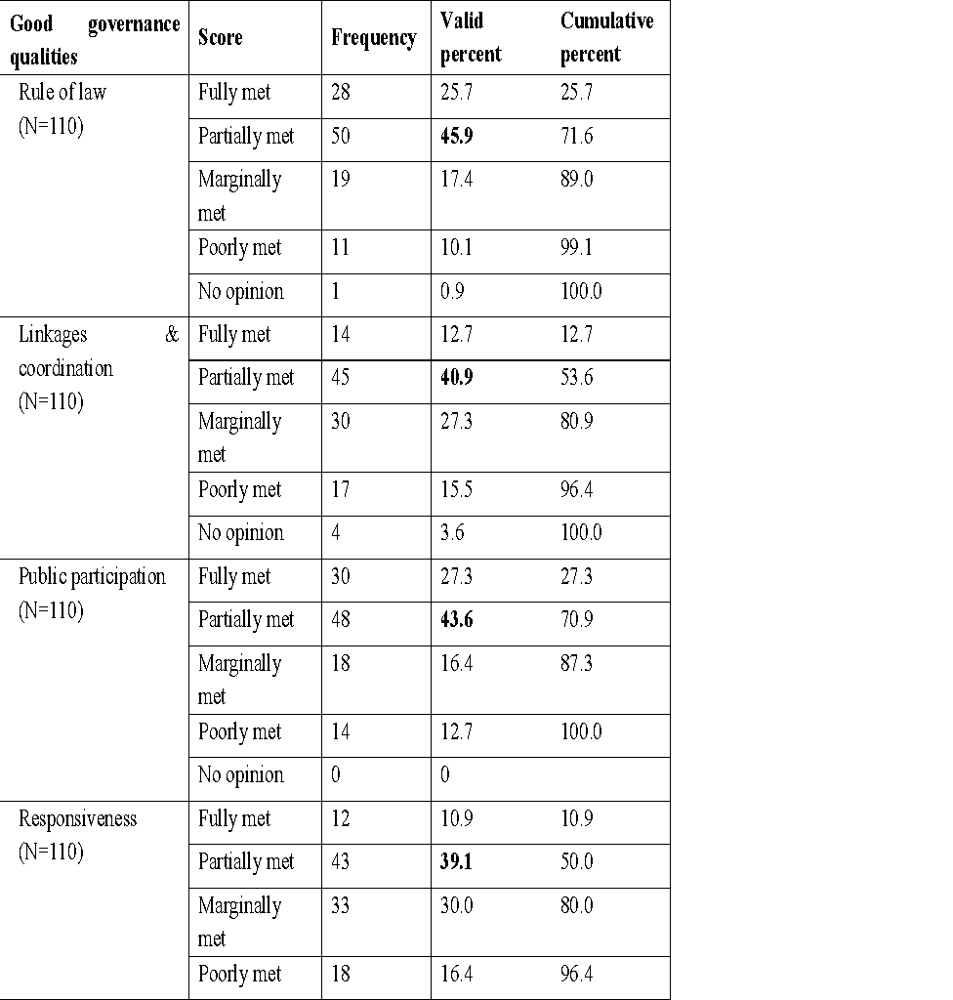 Good governance qualities Score Frequency Valid percent Cumulative percent
Rule of law (N=110) Fully met 28 25.7 25.7
Partially met 50 45.9 71.6
Marginally met 19 17.4 89.0
Poorly met 11 10.1 99.1
No opinion 1 0.9 100.0
Linkages & coordination (N=110) Fully met 14 12.7 12.7
Partially met 45 40.9 53.6
Marginally met 30 27.3 80.9
Poorly met 17 15.5 96.4
No opinion 4 3.6 100.0
Public participation (N=110) Fully met 30 27.3 27.3
Partially met 48 43.6 70.9
Marginally met 18 16.4 87.3
Poorly met 14 12.7 100.0
No opinion 0 0
Responsiveness (N=110) Fully met 12 10.9 10.9
Partially met 43 39.1 50.0
Marginally met 33 30.0 80.0
Poorly met 18 16.4 96.4